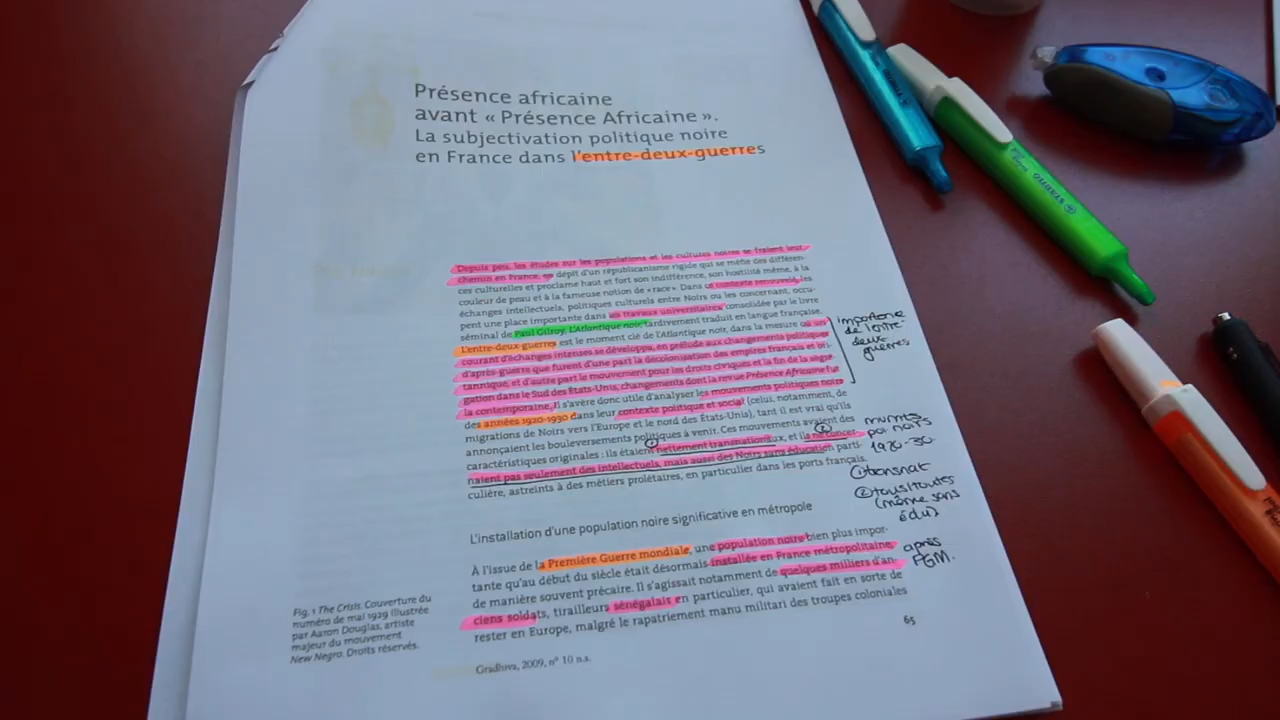 Présence africaine
avant « Présence Africaine ».
La subjectivation politique noire
en France dans l'entre-deux-guerres
Depuis peu, les études sur les populations et les cultures noires se fraient leur
chemin en France, en dépit d'un républicanisme rigide qui se méfie des différen-
ces culturelles et proclame haut et fort son indifférence, son hostilité même, à la
couleur de peau et à la fameuse notion de « race ». Dans ce contexte renouvelé, les
échanges intellectuels, politiques culturels entre Noirs ou les concernant, occu-
pent une place importante dans les travaux universitaires consolidée par le livre
séminal de Paul Gilroy, L'Atlantique noir, tardivement traduit en langue française.
L'entre-deux-guerres est le moment clé de l'Atlantique noir, dans la mesure où un
courant d'échanges intenses se développa, en prélude aux changements politiques
d'après-guerre que furent d'une part la décolonisation des empires français et bri-
tannique, et d'autre part le mouvement pour les droits civiques et la fin de la ségré-
gation dans le Sud des États-Unis, changements dont la revue Présence Africaine fut
la contemporaine. Il s'avère donc utile d'analyser les mouvements politiques noirs
des années 1920-1930 dans leur contexte politique et social (celui, notamment, de
migrations de Noirs vers l'Europe et le nord des États-Unis), tant il est vrai qu'ils
annonçaient les bouleversements politiques à venir. Ces mouvements avaient des
caractéristiques originales : ils étaient nettement transnationaux, et ils ne concer-
naient pas seulement des intellectuels, mais aussi des Noirs sans éducation parti-
culière, astreints à des métiers prolétaires, en particulier dans les ports français.
importance
de l'entre-
deux-
guerres
mvmts
po noirs
1920-30
① transnat
② tous/toutes
(même sans
édu)
L'installation d'une population noire significative en métropole
À l'issue de la Première Guerre mondiale, une population noire bien plus impor-
tante qu'au début du siècle était désormais installée en France métropolitaine,
de manière souvent précaire. Il s'agissait notamment de quelques milliers d'an-
ciens soldats, tirailleurs sénégalais en particulier, qui avaient fait en sorte de
rester en Europe, malgré le rapatriement manu militari des troupes coloniales
après
PGM.
Fig. 1 The Crisis. Couverture du
numéro de mai 1929 illustrée
par Aaron Douglas, artiste
majeur du mouvement
New Negro. Droits réservés.
65
Gradhiva, 2009, n° 10 n.s.
STABILO